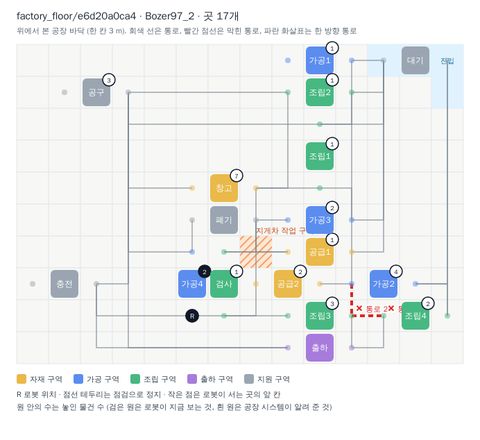 factory_floor/e6d20a0ca4 · Bozer97_2 · 곳 17개
위에서 본 공장 바닥 (한 칸 3 m). 회색 선은 통로, 빨간 점선은 막힌 통로, 파란 화살표는 한 방향 통로
가공1 1
대기
진입
공구 3
조립2 1
조립1 1
창고 7
폐기
가공3 2
지게차 작업 구
공급1 1
충전
가공4 2
검사 1
공급2 2
가공2 4
R
조립3 3
✕ 통로 2 ✕ 통
조립4 2
출하
자재 구역 가공 구역 조립 구역 출하 구역 지원 구역
R 로봇 위치 · 점선 테두리는 점검으로 정지 · 작은 점은 로봇이 서는 곳의 앞 칸
원 안의 수는 놓인 물건 수 (검은 원은 로봇이 지금 보는 것, 흰 원은 공장 시스템이 알려 준 것)